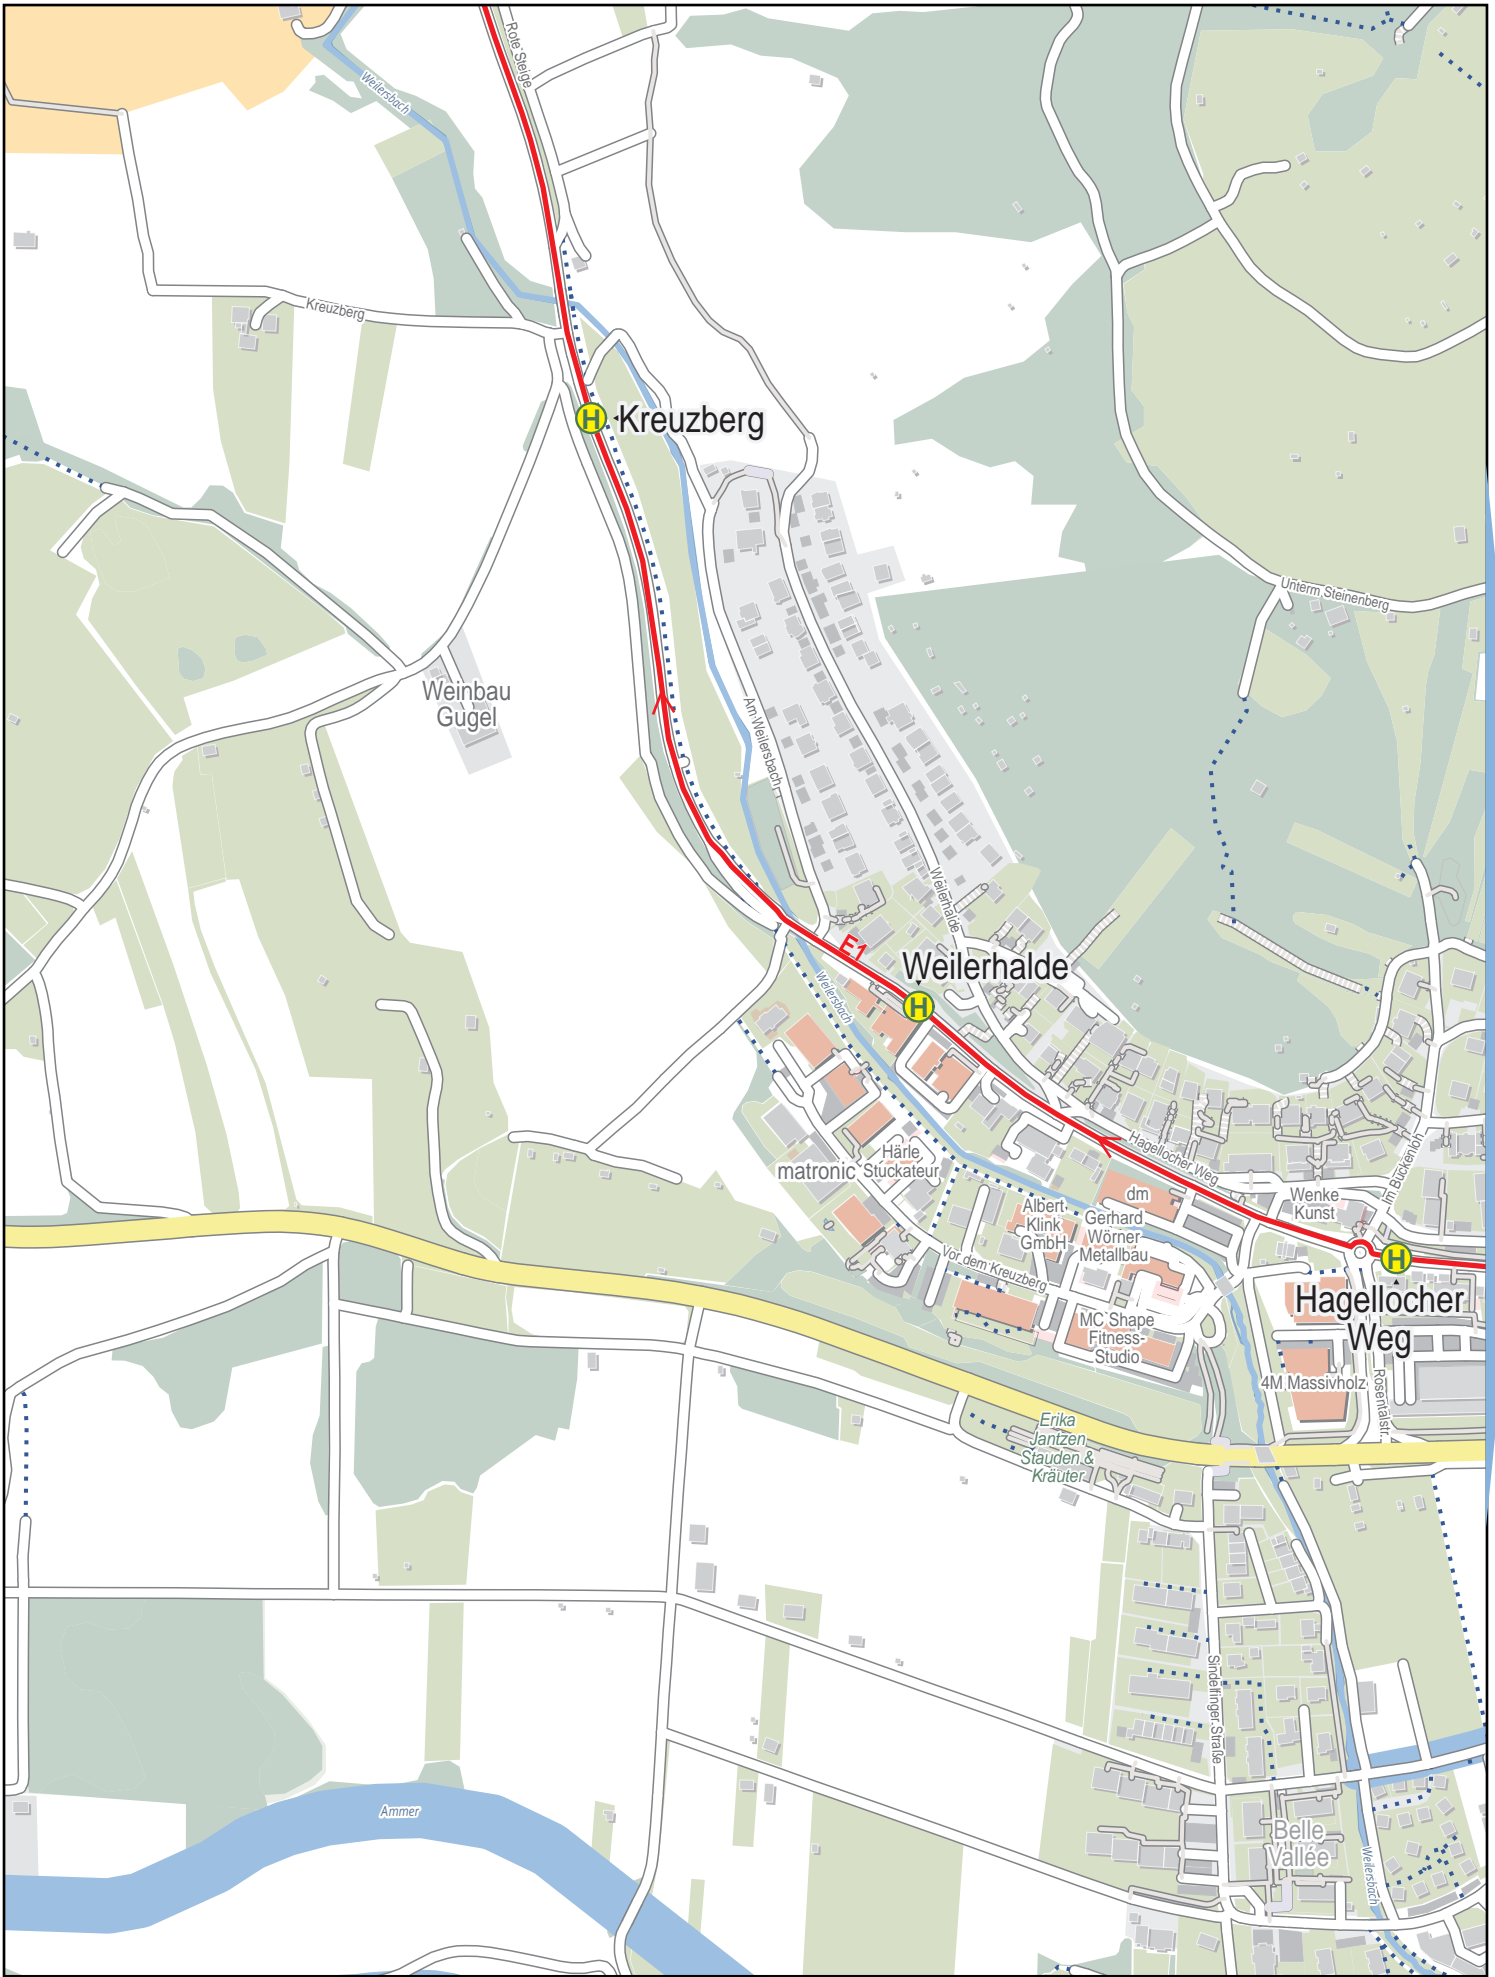 Rote Steige
Weilersbach
Kreuzberg
H
Kreuzberg
Unterm Steinenberg
Weinbau
Gugel
Am Weilersbach
Weilerhalde
E1
Weilerhalde
H
Weilersbach
Hagellocher Weg
Im Buckenloh
matronic
Härle
Stuckateur
dm
Wenke
Kunst
Albert
Klink
GmbH
Gerhard
Wörner
Metallbau
Vor dem Kreuzberg
H
Hagellocher
Weg
MC Shape
Fitness-
Studio
4M Massivholz
Rosentalstr.
Erika
Jantzen
Stauden &
Kräuter
Sindelfinger Straße
Ammer
Belle
Vallée
Weilersbach